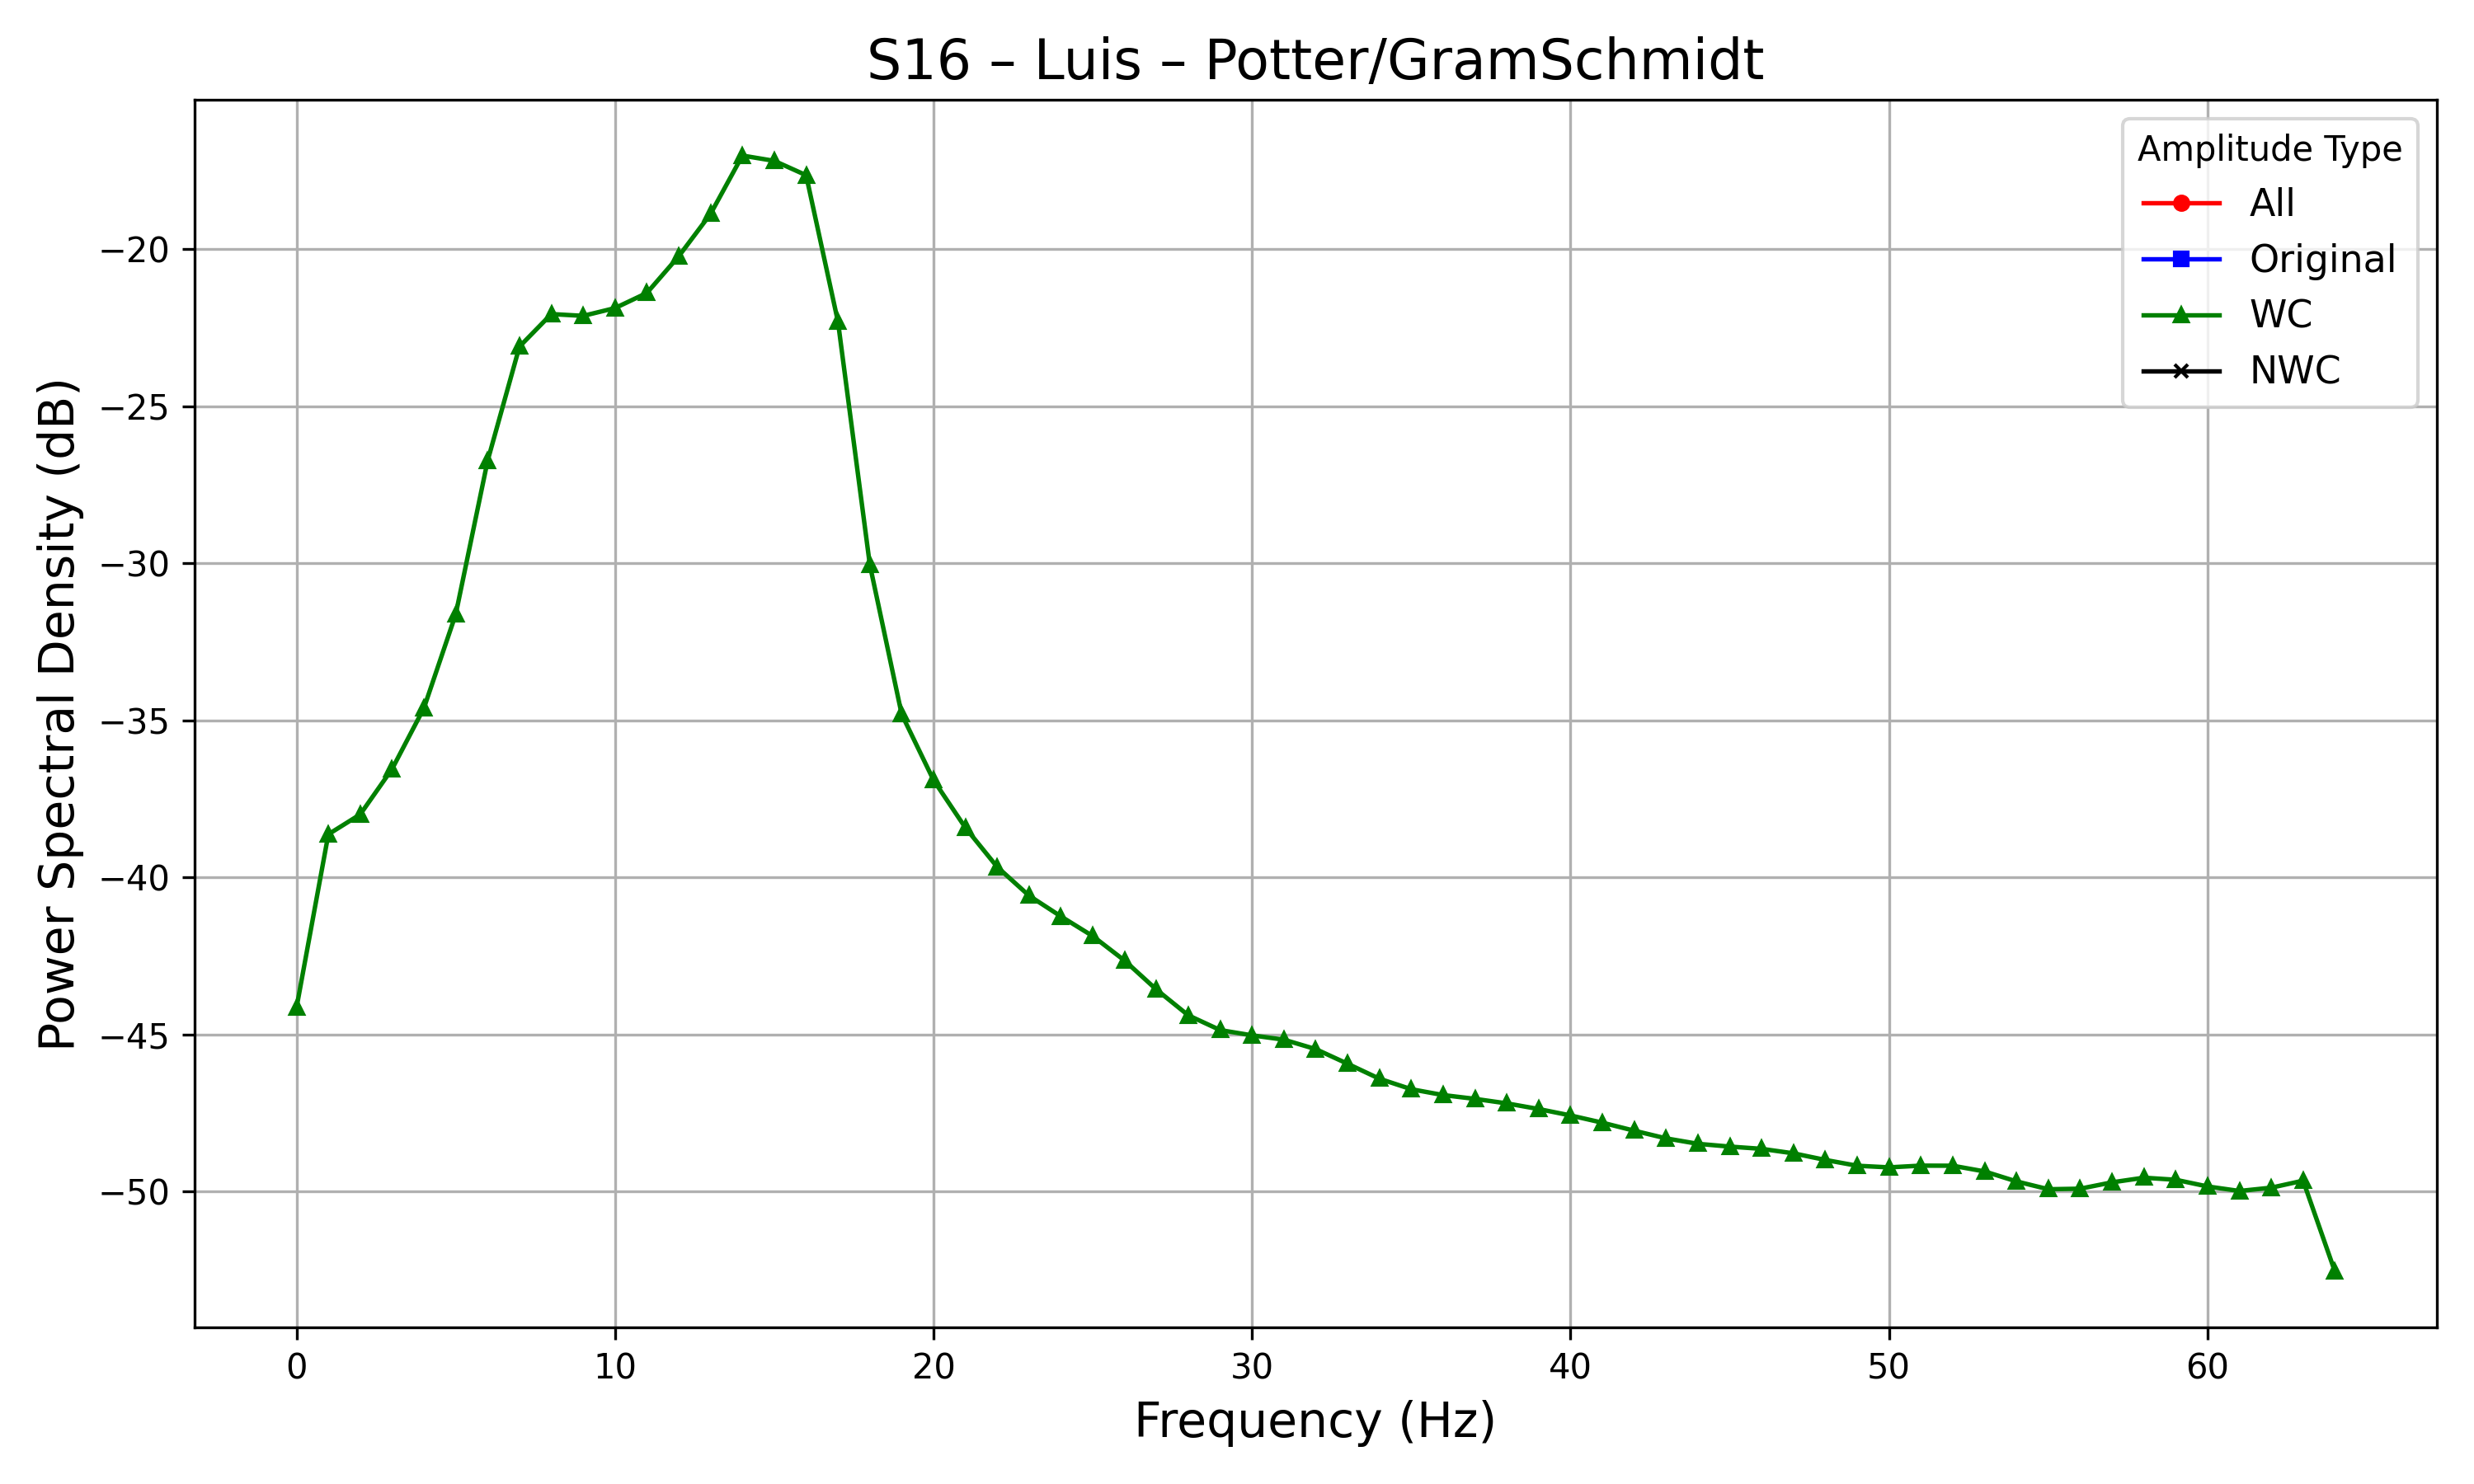 S16 – Luis – Potter/GramSchmidt
Amplitude Type
All
Original
WC
NWC
Power Spectral Density (dB)
−20
−25
−30
−35
−40
−45
−50
0 10 20 30 40 50 60
Frequency (Hz)